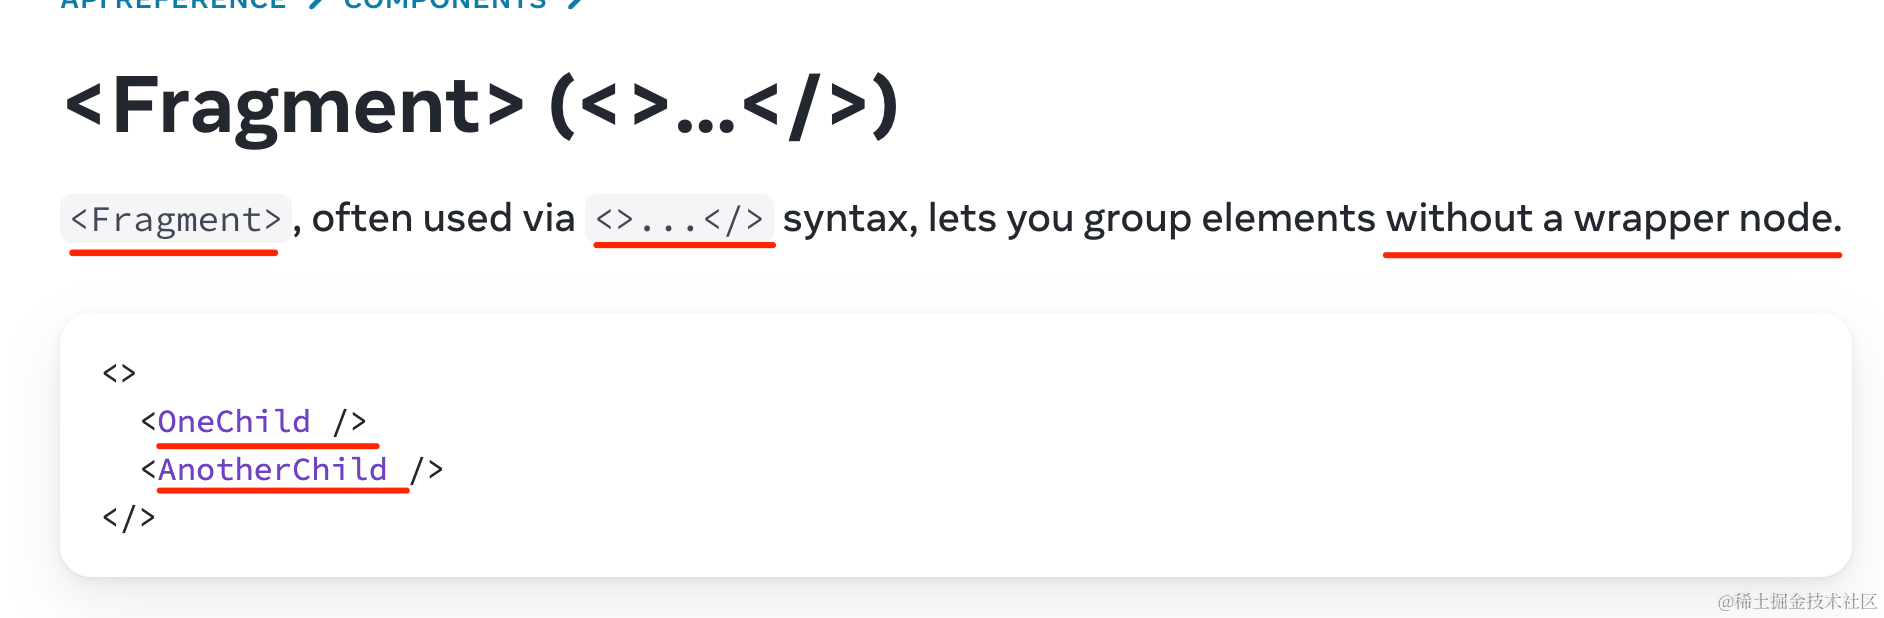 API REFERENCE COMPONENTS
<Fragment> (<>...</>)
<Fragment>, often used via <>...</> syntax, lets you group elements without a wrapper node.
<>
<OneChild />
<AnotherChild />
</>
@稀土掘金技术社区